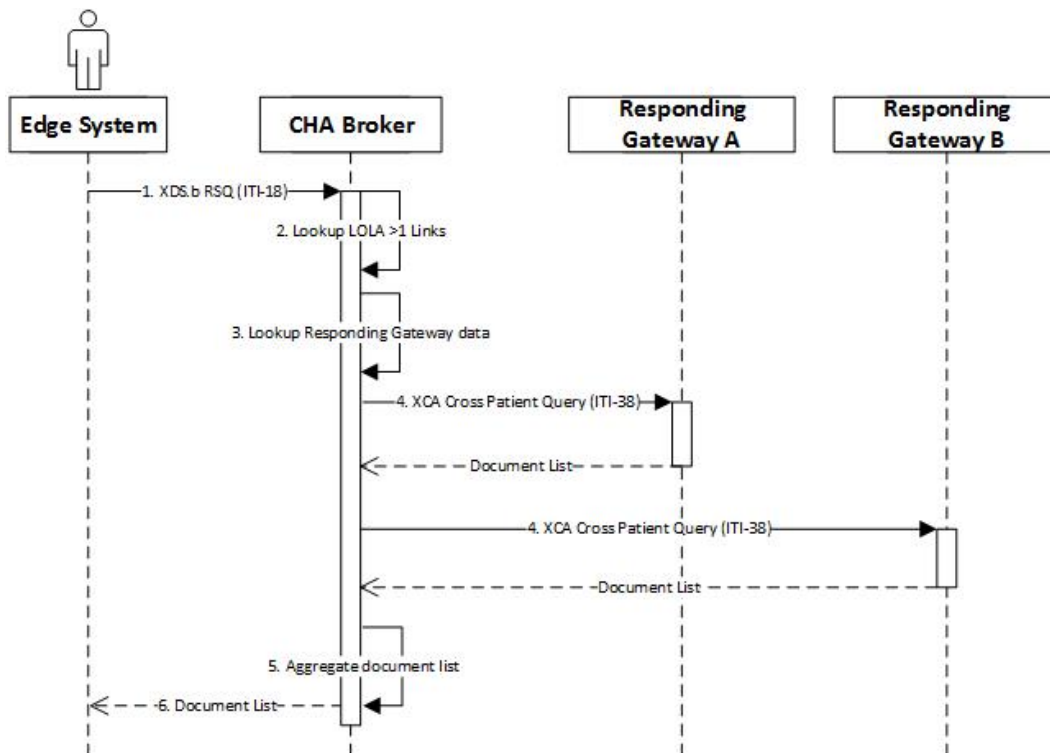 Edge System
CHA Broker
Responding
Gateway A
Responding
Gateway B
1. XDS.b RSQ (ITI-18)
2. Lookup LOLA >1 Links
3. Lookup Responding Gateway data
4. XCA Cross Patient Query (ITI-38)
Document List
4. XCA Cross Patient Query (ITI-38)
Document List
5. Aggregate document list
6. Document List